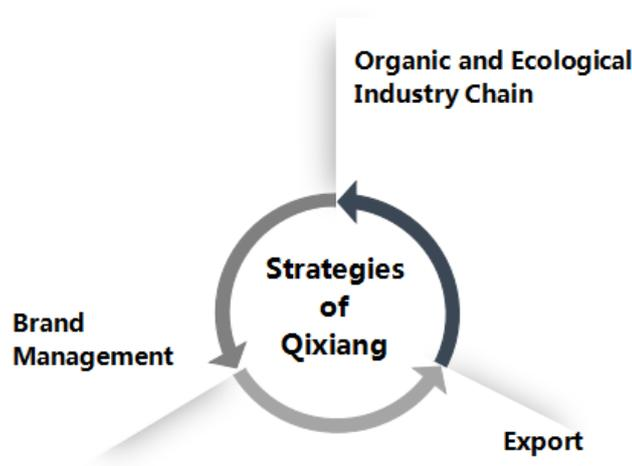 Organic and Ecological
Industry Chain
Strategies
of
Qixiang
Brand
Management
Export